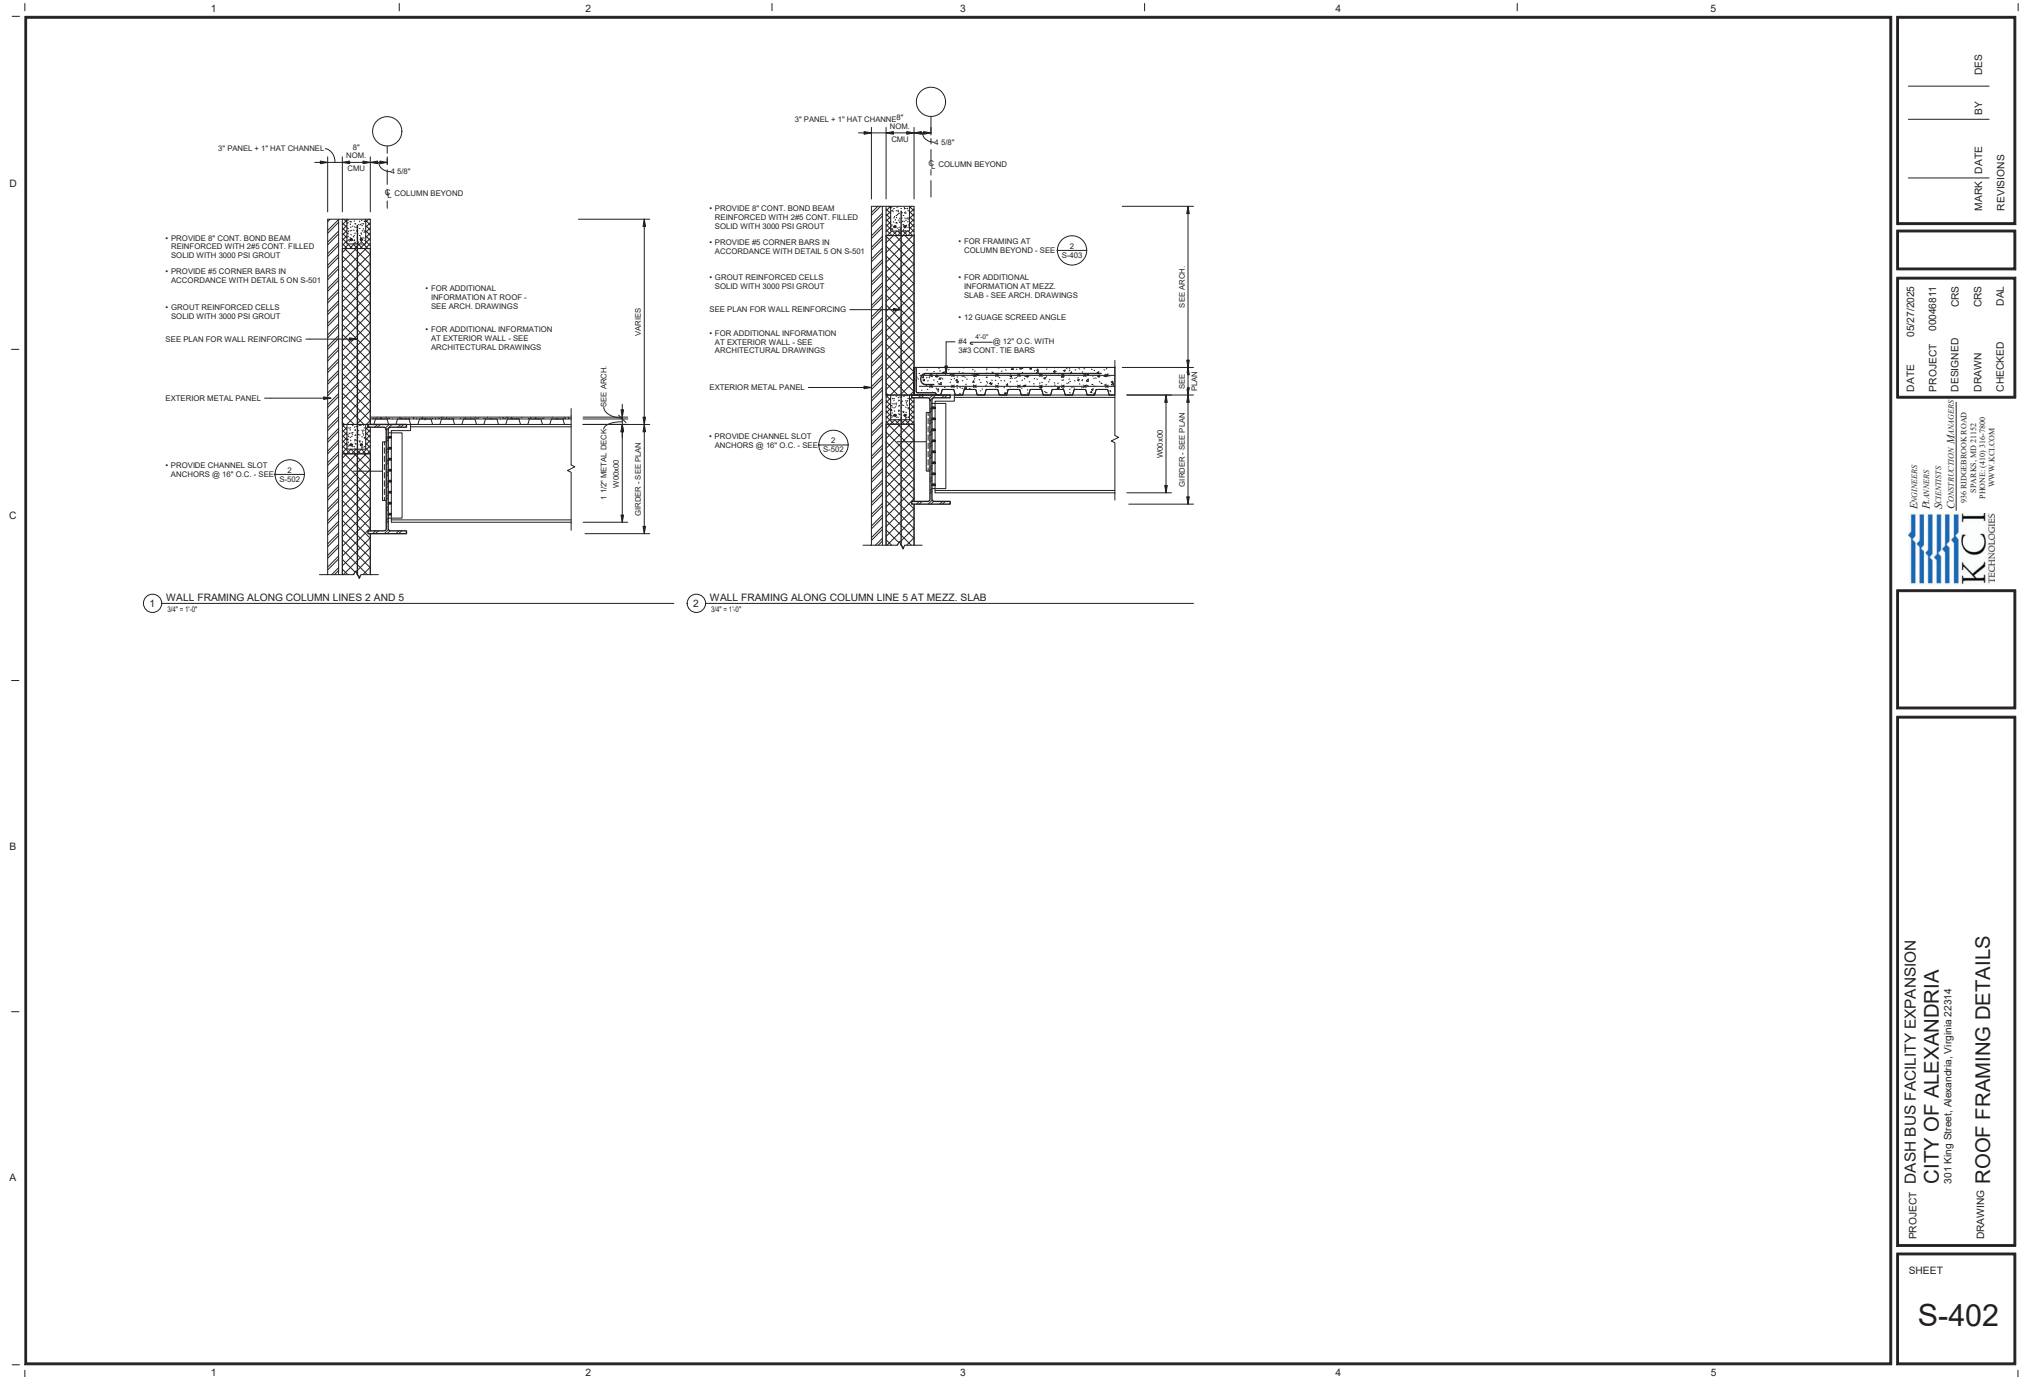 1
2
3
4
5
D
C
B
A
3" PANEL + 1" HAT CHANNEL
8"
NOM.
CMU
4 5/8"
℄ COLUMN BEYOND
• PROVIDE 8" CONT. BOND BEAM
REINFORCED WITH 2#5 CONT. FILLED
SOLID WITH 3000 PSI GROUT
• PROVIDE #5 CORNER BARS IN
ACCORDANCE WITH DETAIL 5 ON S-501
• GROUT REINFORCED CELLS
SOLID WITH 3000 PSI GROUT
SEE PLAN FOR WALL REINFORCING
EXTERIOR METAL PANEL
• PROVIDE CHANNEL SLOT
ANCHORS @ 16" O.C. - SEE
2
S-502
• FOR ADDITIONAL
INFORMATION AT ROOF -
SEE ARCH. DRAWINGS
• FOR ADDITIONAL INFORMATION
AT EXTERIOR WALL - SEE
ARCHITECTURAL DRAWINGS
VARIES
SEE ARCH.
1 1/2" METAL DECK
W00x00
GIRDER - SEE PLAN
1
WALL FRAMING ALONG COLUMN LINES 2 AND 5
3/4" = 1'-0"
3" PANEL + 1" HAT CHANNE
8"
NOM.
CMU
4 5/8"
℄ COLUMN BEYOND
• PROVIDE 8" CONT. BOND BEAM
REINFORCED WITH 2#5 CONT. FILLED
SOLID WITH 3000 PSI GROUT
• PROVIDE #5 CORNER BARS IN
ACCORDANCE WITH DETAIL 5 ON S-501
• GROUT REINFORCED CELLS
SOLID WITH 3000 PSI GROUT
SEE PLAN FOR WALL REINFORCING
• FOR ADDITIONAL INFORMATION
AT EXTERIOR WALL - SEE
ARCHITECTURAL DRAWINGS
EXTERIOR METAL PANEL
• PROVIDE CHANNEL SLOT
ANCHORS @ 16" O.C. - SEE
2
S-502
• FOR FRAMING AT
COLUMN BEYOND - SEE
2
S-403
• FOR ADDITIONAL
INFORMATION AT MEZZ.
SLAB - SEE ARCH. DRAWINGS
• 12 GUAGE SCREED ANGLE
#4 4'-0" @ 12" O.C. WITH
3#3 CONT. TIE BARS
SEE ARCH.
SEE
PLAN
W00x00
GIRDER - SEE PLAN
2
WALL FRAMING ALONG COLUMN LINE 5 AT MEZZ. SLAB
3/4" = 1'-0"
MARK DATE BY DES
REVISIONS
DATE 05/27/2025
PROJECT 00046811
DESIGNED CRS
DRAWN CRS
CHECKED DAL
ENGINEERS
PLANNERS
SCIENTISTS
CONSTRUCTION MANAGERS
936 RIDGEBROOK ROAD
SPARKS, MD 21152
PHONE: (410) 316-7800
WWW.KCI.COM
KCI
TECHNOLOGIES
PROJECT DASH BUS FACILITY EXPANSION
CITY OF ALEXANDRIA
301 King Street, Alexandria, Virginia 22314
DRAWING ROOF FRAMING DETAILS
SHEET
S-402
1
2
3
4
5